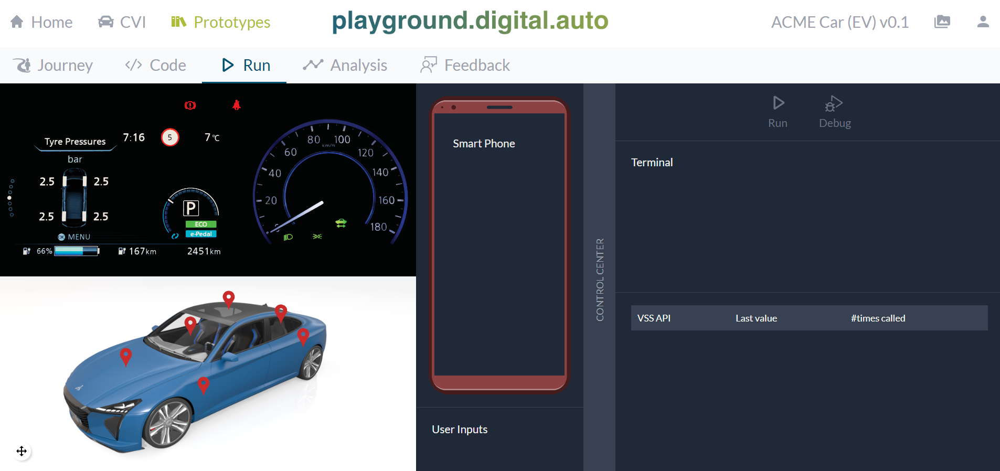 Home
CVI
Prototypes
playground.digital.auto
ACME Car (EV) v0.1
Journey
</> Code
Run
Analysis
Feedback
Tyre Pressures
bar
2.5 2.5
2.5 2.5
OK MENU
66%
167km
2451km
7:16
5
7°C
P
ECO
e-Pedal
0
20
40
60
80
100
120
140
160
180
km/h
Smart Phone
User Inputs
CONTROL CENTER
Run
Debug
Terminal
VSS API Last value #times called